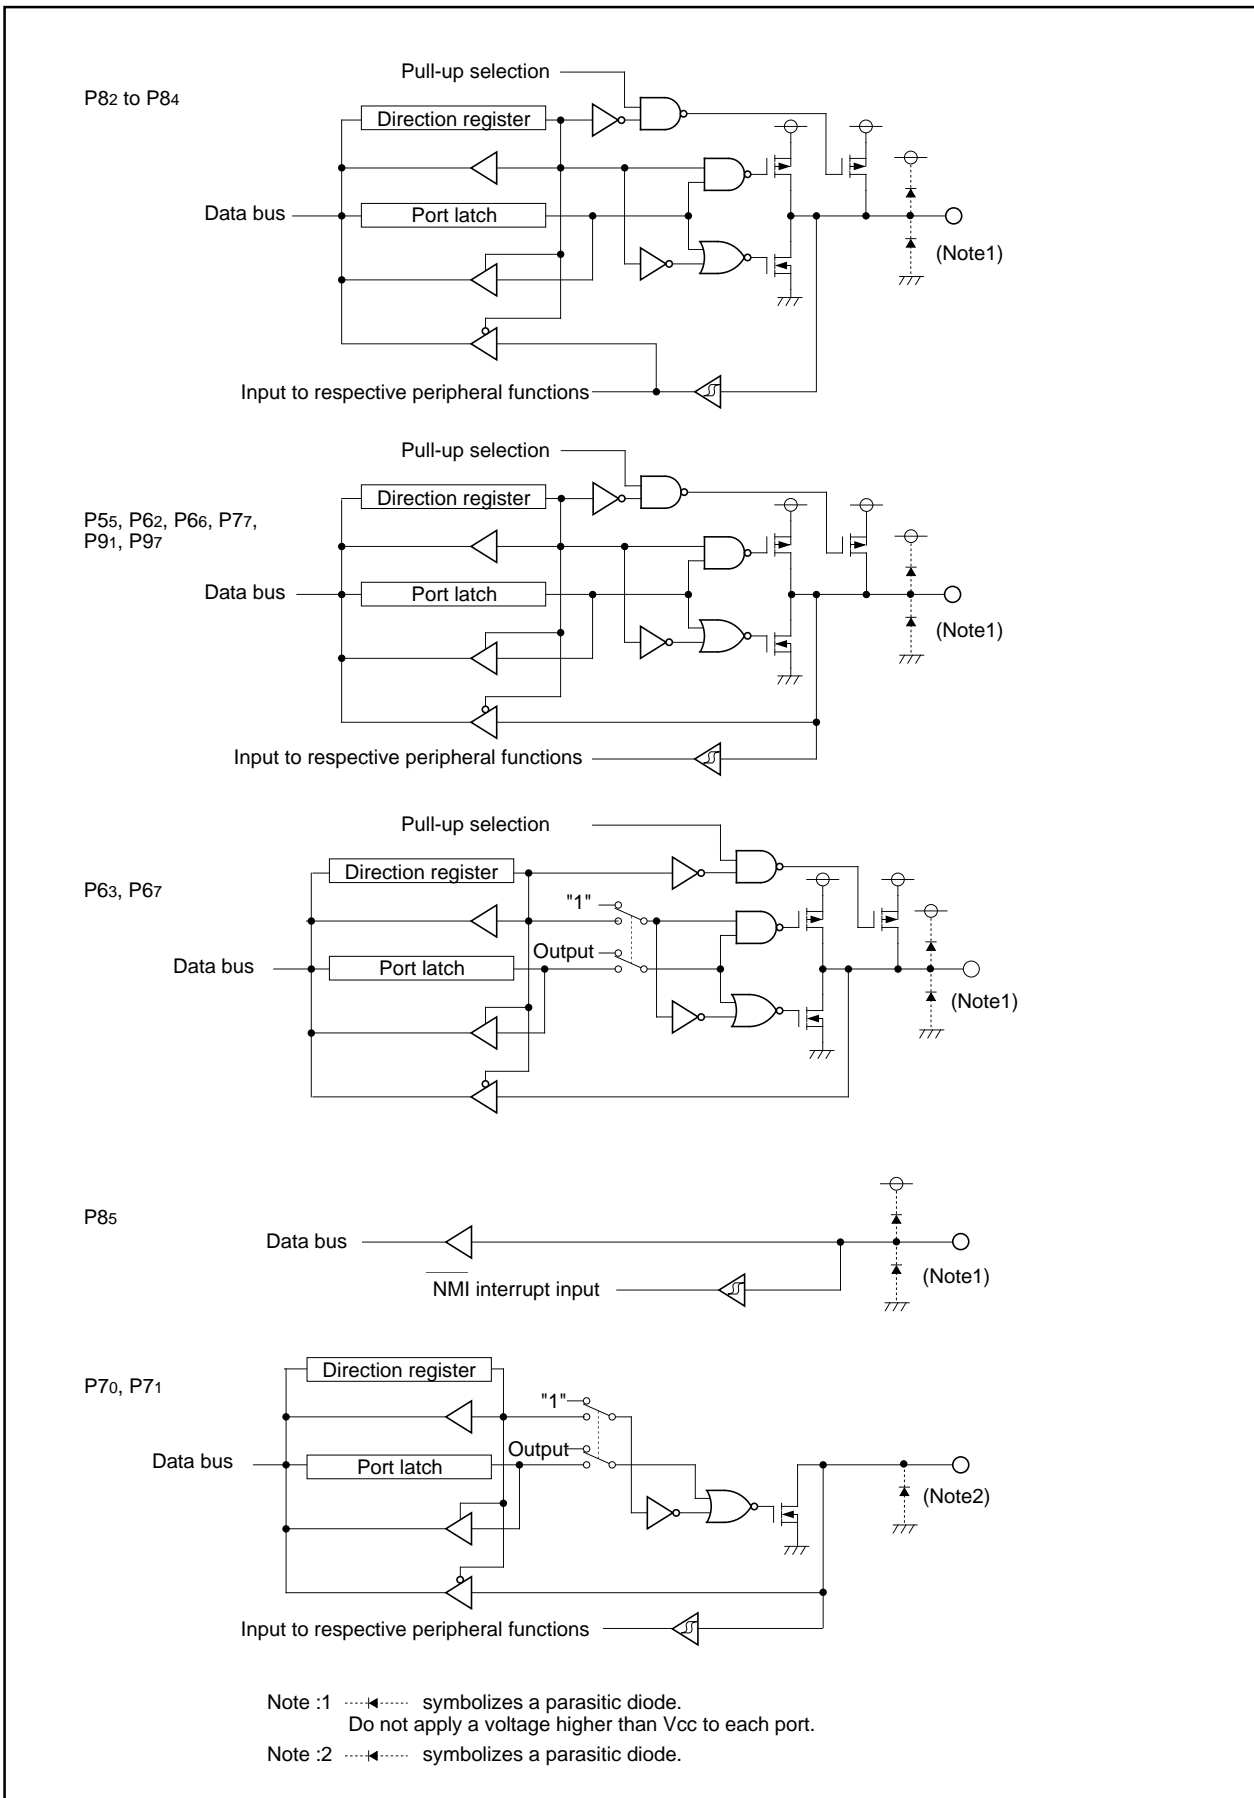 Pull-up selection
P82 to P84
Direction register
Data bus
Port latch
(Note1)
Input to respective peripheral functions
Pull-up selection
Direction register
P55, P62, P66, P77,
P91, P97
Data bus
Port latch
(Note1)
Input to respective peripheral functions
Pull-up selection
Direction register
P63, P67
"1"
Output
Data bus
Port latch
(Note1)
P85
Data bus
(Note1)
NMI interrupt input
Direction register
P70, P71
"1"
Output
Data bus
Port latch
(Note2)
Input to respective peripheral functions
Note :1 symbolizes a parasitic diode.
Do not apply a voltage higher than Vcc to each port.
Note :2 symbolizes a parasitic diode.